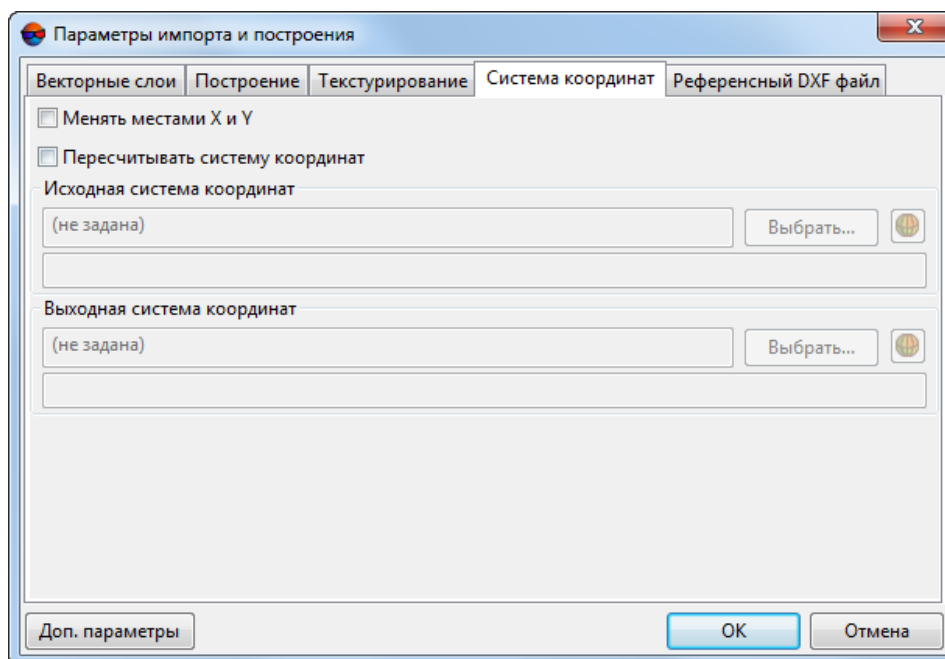 Параметры импорта и построения
Векторные слои Построение Текстурирование Система координат Референсный DXF файл
Менять местами X и Y
Пересчитывать систему координат
Исходная система координат
(не задана) Выбрать...
Выходная система координат
(не задана) Выбрать...
Доп. параметры OK Отмена